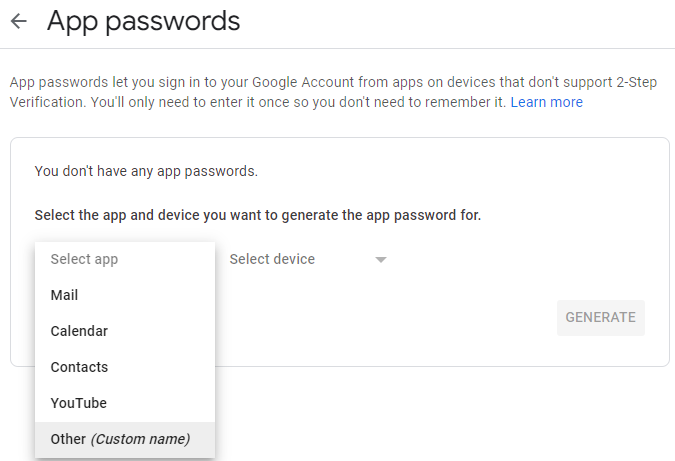 App passwords
App passwords let you sign in to your Google Account from apps on devices that don't support 2-Step
Verification. You'll only need to enter it once so you don't need to remember it. Learn more
You don't have any app passwords.
Select the app and device you want to generate the app password for.
Select app
Select device
Mail
Calendar
Contacts
YouTube
Other (Custom name)
GENERATE